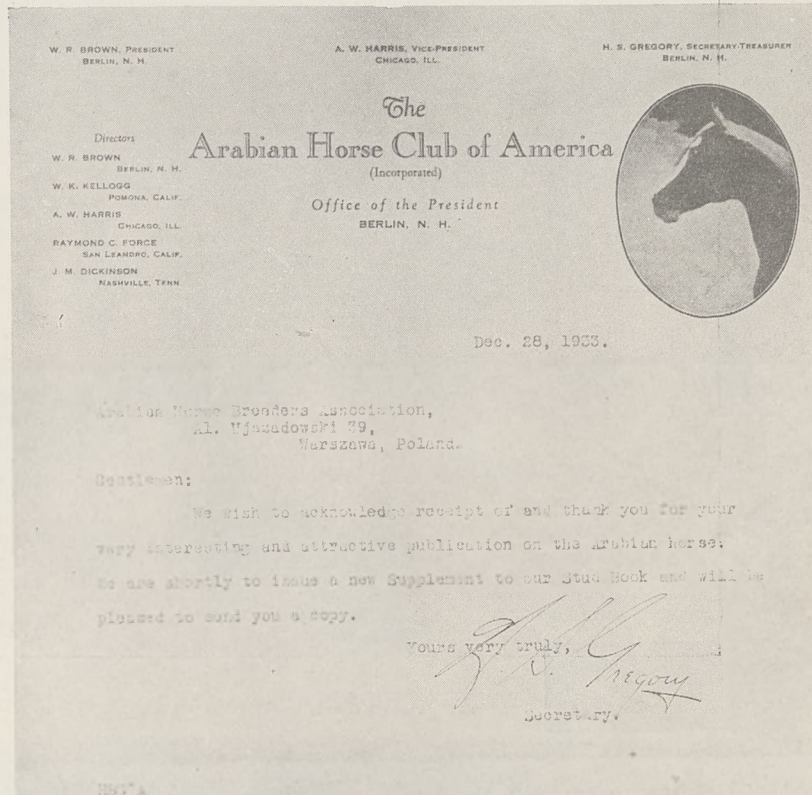 W. R. BROWN, PRESIDENT
BERLIN, N. H.
A. W. HARRIS, VICE-PRESIDENT
CHICAGO, ILL.
H. S. GREGORY, SECRETARY-TREASURER
BERLIN, N. H.
The
Arabian Horse Club of America
(Incorporated)
Office of the President
BERLIN, N. H.
Directors
W. R. BROWN
BERLIN, N. H.
W. K. KELLOGG
POMONA, CALIF.
A. W. HARRIS
CHICAGO, ILL.
RAYMOND C. FORCE
SAN LEANDRO, CALIF.
J. M. DICKINSON
NASHVILLE, TENN
Dec. 28, 1933.
Arabian Horse Breeders Association,
Al. Ujazadowski 39,
Warszawa, Poland.
Gentlemen:
We wish to acknowledge receipt of and thank you for your
very interesting and attractive publication on the Arabian horse.
We are shortly to issue a new Supplement to our Stud Book and will be
pleased to send you a copy.
Yours very truly,
H. S. Gregory
Secretary.